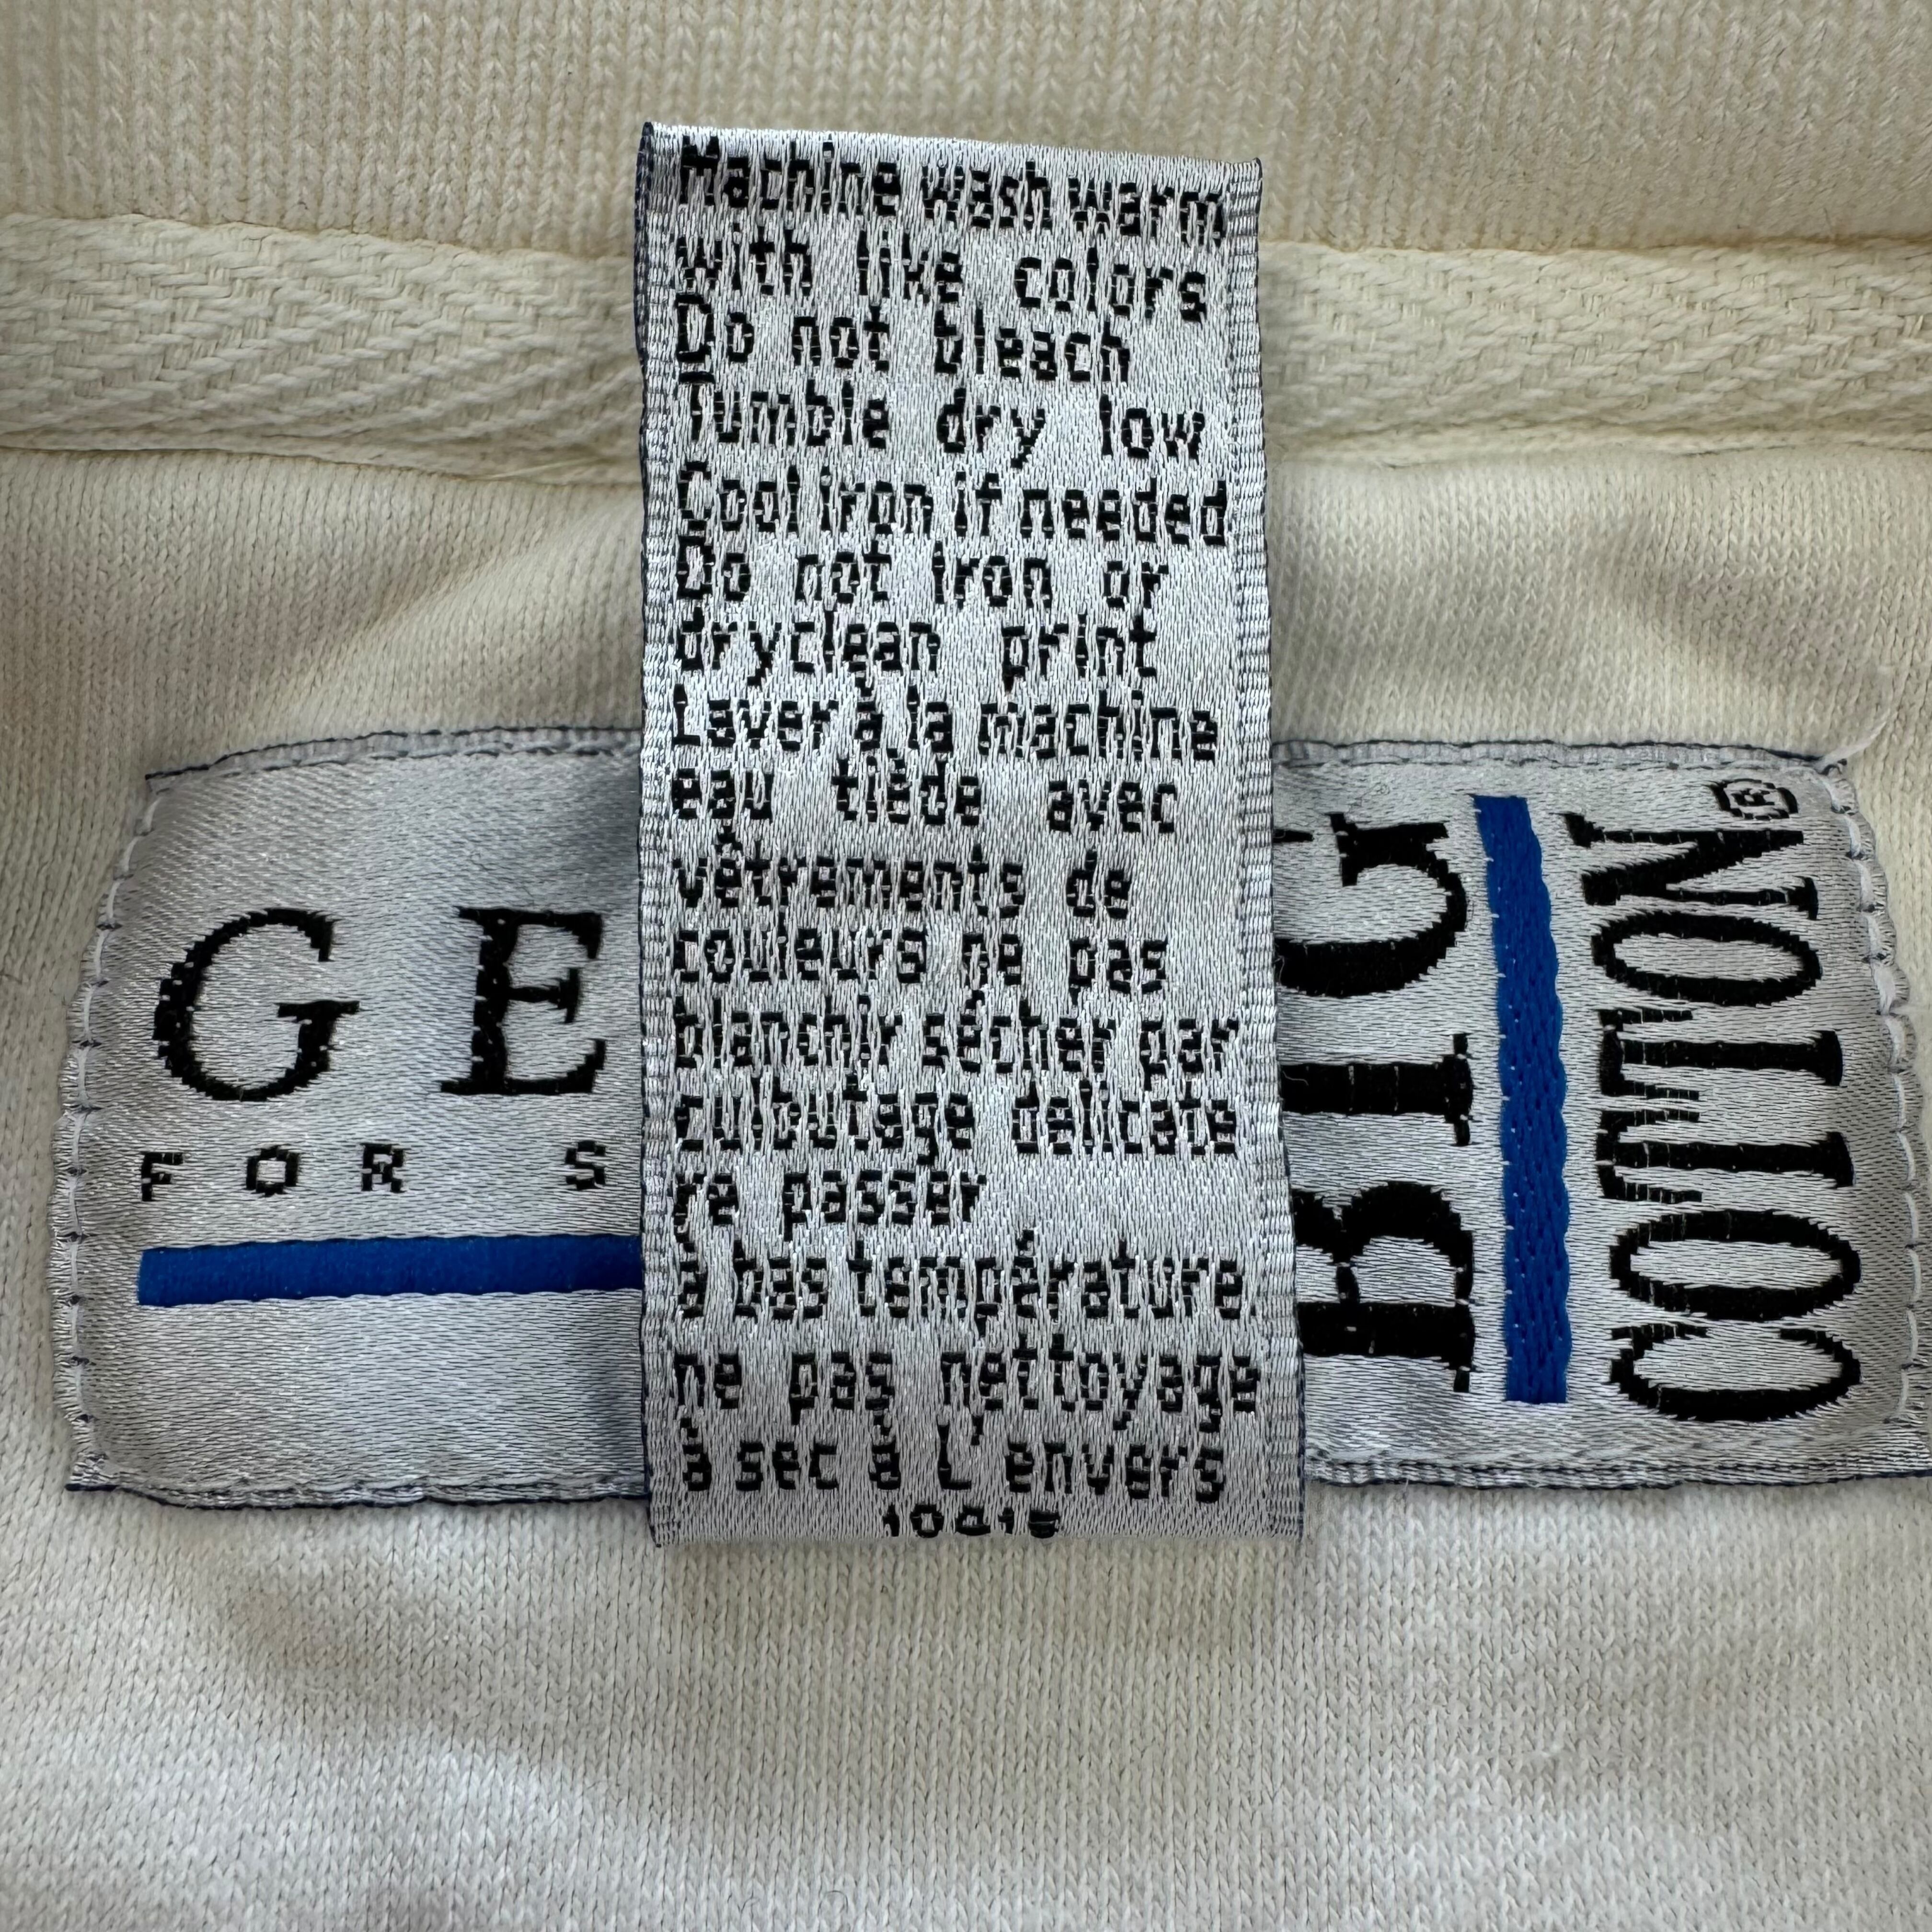 Machine wash warm
with like colors
Do not bleach
Tumble dry low
Cool iron if needed
Do not iron or
dryclean print
Laver à la machine
eau tiède avec
vêtrements de
couleurs ne pas
blanchir sécher par
culbutage delicate
re passer
à bas température
ne pas nettoyage
à sec à L'envers
GE
FOR S
BIG
COTTON®